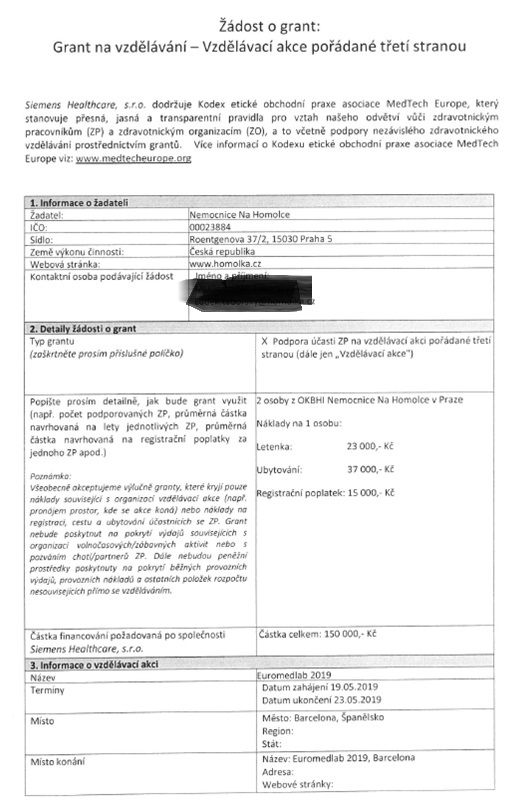 Žádost o grant:
Grant na vzdělávání – Vzdělávací akce pořádané třetí stranou
Siemens Healthcare, s.r.o. dodržuje Kodex etické obchodní praxe asociace MedTech Europe, který
stanovuje přesná, jasná a transparentní pravidla pro vztah našeho odvětví vůči zdravotnickým
pracovníkům (ZP) a zdravotnickým organizacím (ZO), a to včetně podpory nezávislého zdravotnického
vzdělávání prostřednictvím grantů. Více informací o Kodexu etické obchodní praxe asociace MedTech
Europe viz: www.medtecheurope.org
1. Informace o žadateli
Žadatel: Nemocnice Na Homolce
IČO: 00023884
Sídlo: Roentgenova 37/2, 15030 Praha 5
Země výkonu činnosti: Česká republika
Webová stránka: www.homolka.cz
Kontaktní osoba podávající žádost Jméno a příjmení:
2. Detaily žádosti o grant
Typ grantu
(zaškrtněte prosím příslušné políčko)
X Podpora účasti ZP na vzdělávací akci pořádané třetí
stranou (dále jen „Vzdělávací akce")
Popište prosím detailně, jak bude grant využit
(např. počet podporovaných ZP, průměrná částka
navrhovaná na lety jednotlivých ZP, průměrná
částka navrhovaná na registrační poplatky za
jednoho ZP apod.)
Poznámka:
Všeobecně akceptujeme výlučně granty, které kryjí pouze
náklady související s organizací vzdělávací akce (např.
pronájem prostor, kde se akce koná) nebo náklady na
registraci, cestu a ubytování účastnících se ZP. Grant
nebude poskytnut na pokrytí výdajů souvisejících s
organizací volnočasových/zábavných aktivit nebo s
pozváním chotí/partnerů ZP. Dále nebudou peněžní
prostředky poskytnuty na pokrytí běžných provozních
výdajů, provozních nákladů a ostatních položek rozpočtu
nesouvisejících přímo se vzděláváním.
2 osoby z OKBHI Nemocnice Na Homolce v Praze
Náklady na 1 osobu:
Letenka: 23 000,- Kč
Ubytování: 37 000,- Kč
Registrační poplatek: 15 000,- Kč
Částka financování požadovaná po společnosti
Siemens Healthcare, s.r.o.
Částka celkem: 150 000,- Kč
3. Informace o vzdělávací akci
Název Euromedlab 2019
Termíny Datum zahájení 19.05.2019
Datum ukončení 23.05.2019
Místo Město: Barcelona, Španělsko
Region:
Stát:
Místo konání Název: Euromedlab 2019, Barcelona
Adresa:
Webové stránky: